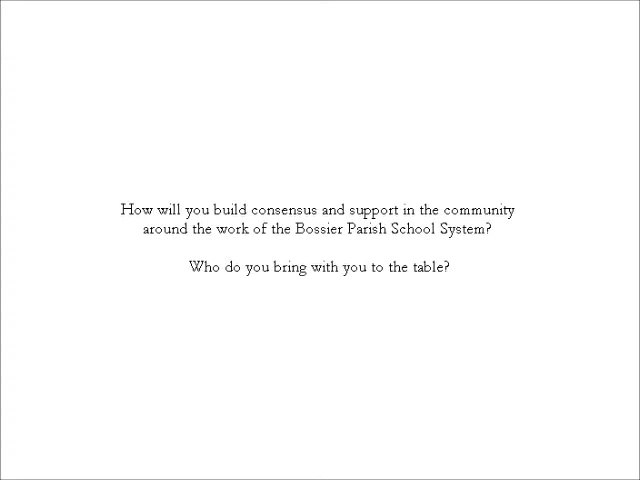 How will you build consensus and support in the community
around the work of the Bossier Parish School System?
Who do you bring with you to the table?